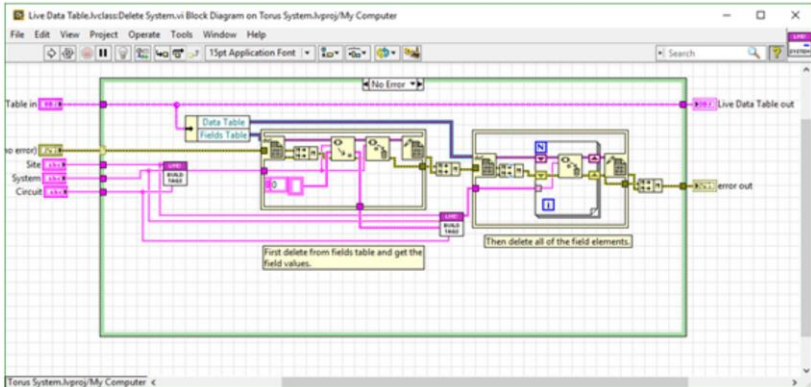 Live Data Table.lvclass:Delete System.vi Block Diagram on Torus System.lvproj/My Computer
File Edit View Project Operate Tools Window Help
15pt Application Font
Search
SYSTEM
No Error
Table in
Live Data Table out
Data Table
Fields Table
no error)
Site
System
Circuit
BUILD
TAGS
N
i
BUILD
TAGS
error out
First delete from fields table and get the
field values.
Then delete all of the field elements.
Torus System.lvproj/My Computer